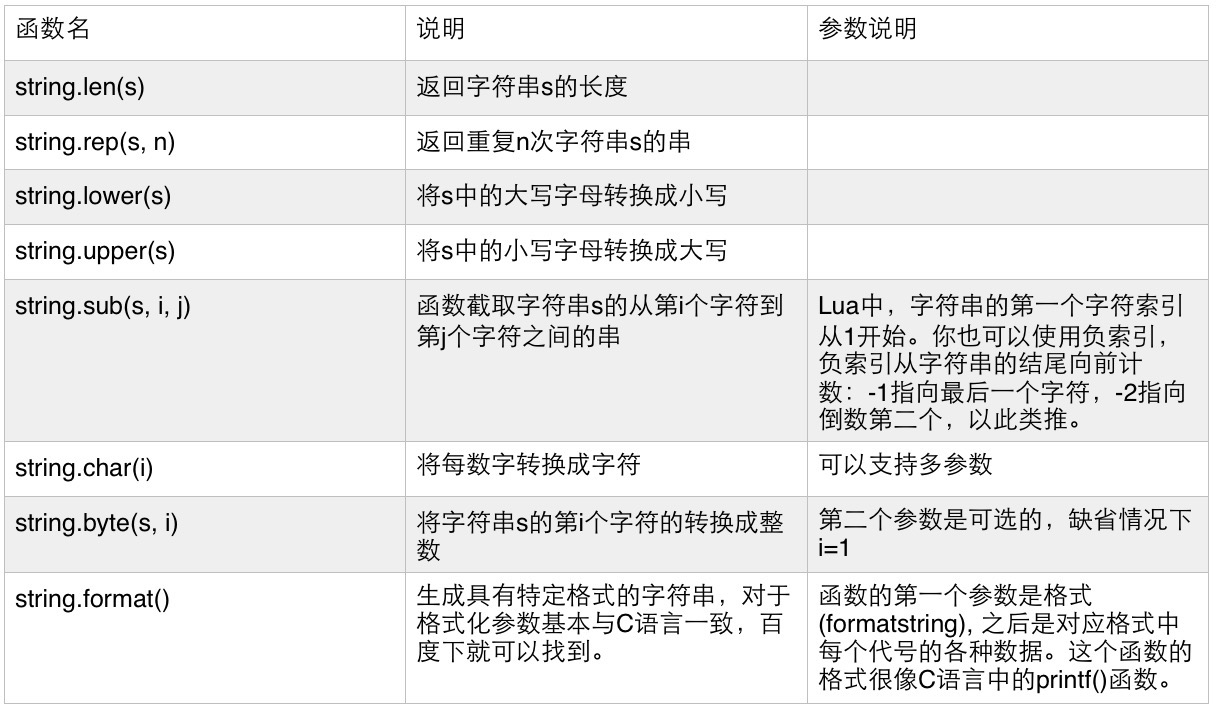 函数名
说明
参数说明
string.len(s)
返回字符串s的长度
string.rep(s, n)
返回重复n次字符串s的串
string.lower(s)
将s中的大写字母转换成小写
string.upper(s)
将s中的小写字母转换成大写
string.sub(s, i, j)
函数截取字符串s的从第i个字符到
第j个字符之间的串
Lua中，字符串的第一个字符索引
从1开始。你也可以使用负索引，
负索引从字符串的结尾向前计
数：-1指向最后一个字符，-2指向
倒数第二个，以此类推。
string.char(i)
将每数字转换成字符
可以支持多参数
string.byte(s, i)
将字符串s的第i个字符的转换成整
数
第二个参数是可选的，缺省情况下
i=1
string.format()
生成具有特定格式的字符串，对于
格式化参数基本与C语言一致，百
度下就可以找到。
函数的第一个参数是格式
(formatstring), 之后是对应格式中
每个代号的各种数据。这个函数的
格式很像C语言中的printf()函数。